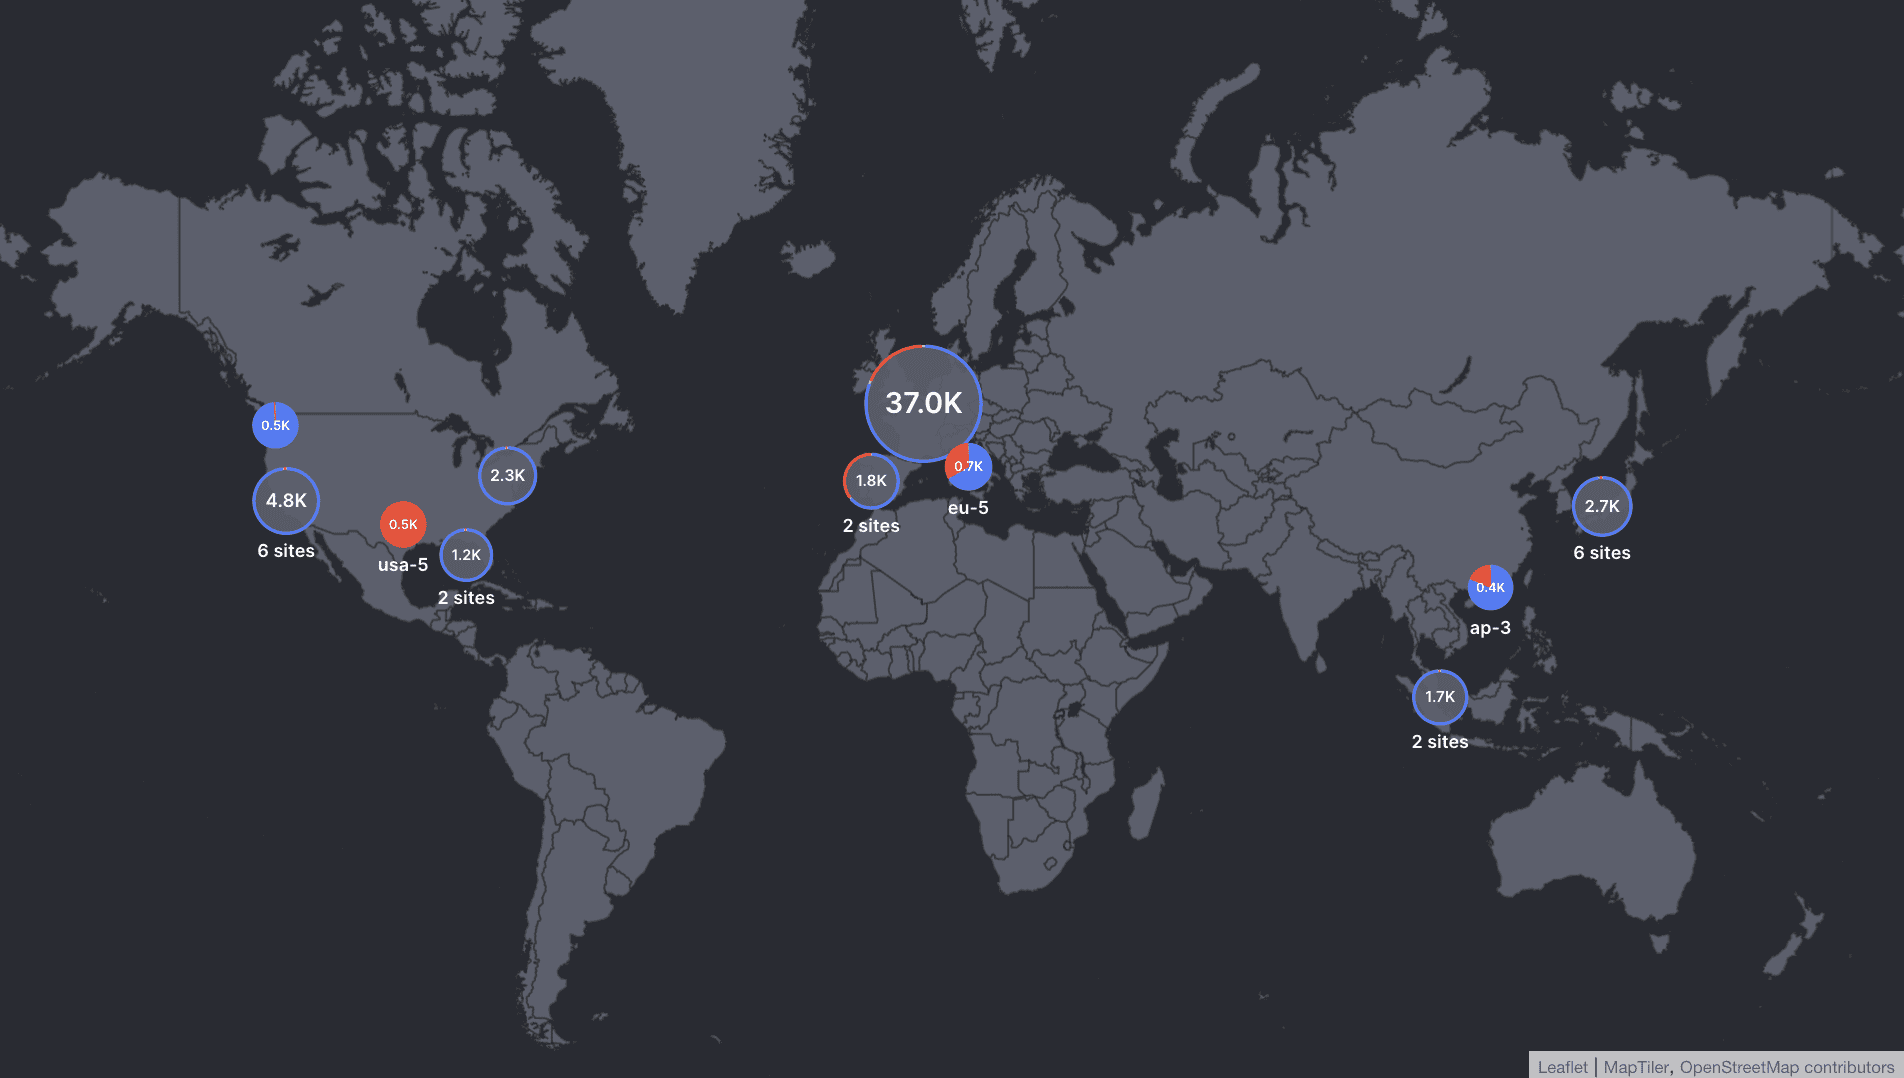 37.0K
0.5K
0.7K
2.3K
1.8K
4.8K
eu-5
2.7K
0.5K
2 sites
6 sites
1.2K
6 sites
usa-5
0.4K
2 sites
ap-3
1.7K
2 sites
Leaflet | MapTiler, OpenStreetMap contributors